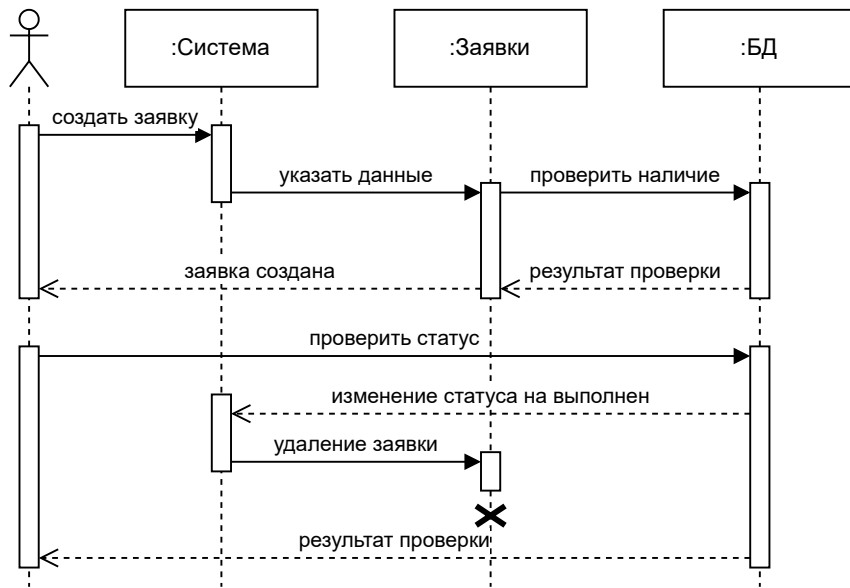 :Система
:Заявки
:БД
создать заявку
указать данные
проверить наличие
заявка создана
результат проверки
проверить статус
изменение статуса на выполнен
удаление заявки
результат проверки